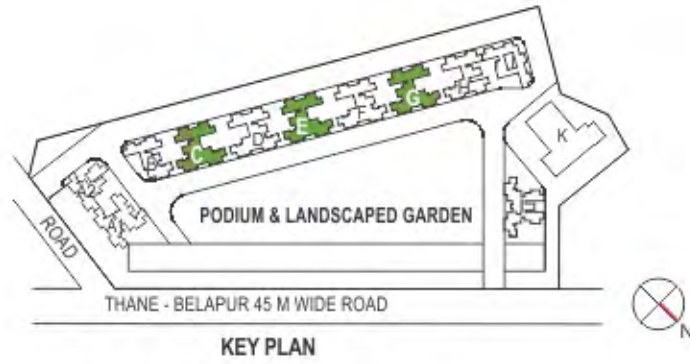 B
C
D
E
F
G
K
A
ROAD
PODIUM & LANDSCAPED GARDEN
THANE - BELAPUR 45 M WIDE ROAD
KEY PLAN
N